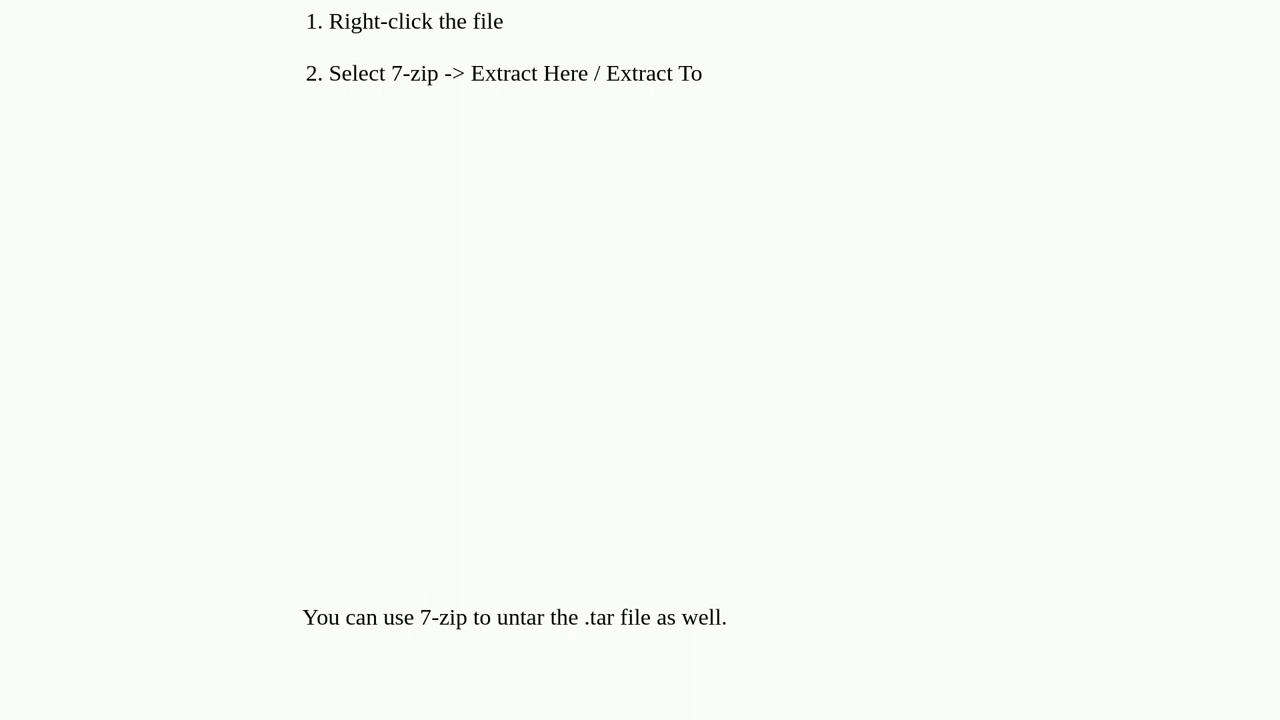 1. Right-click the file
2. Select 7-zip -> Extract Here / Extract To
You can use 7-zip to untar the .tar file as well.